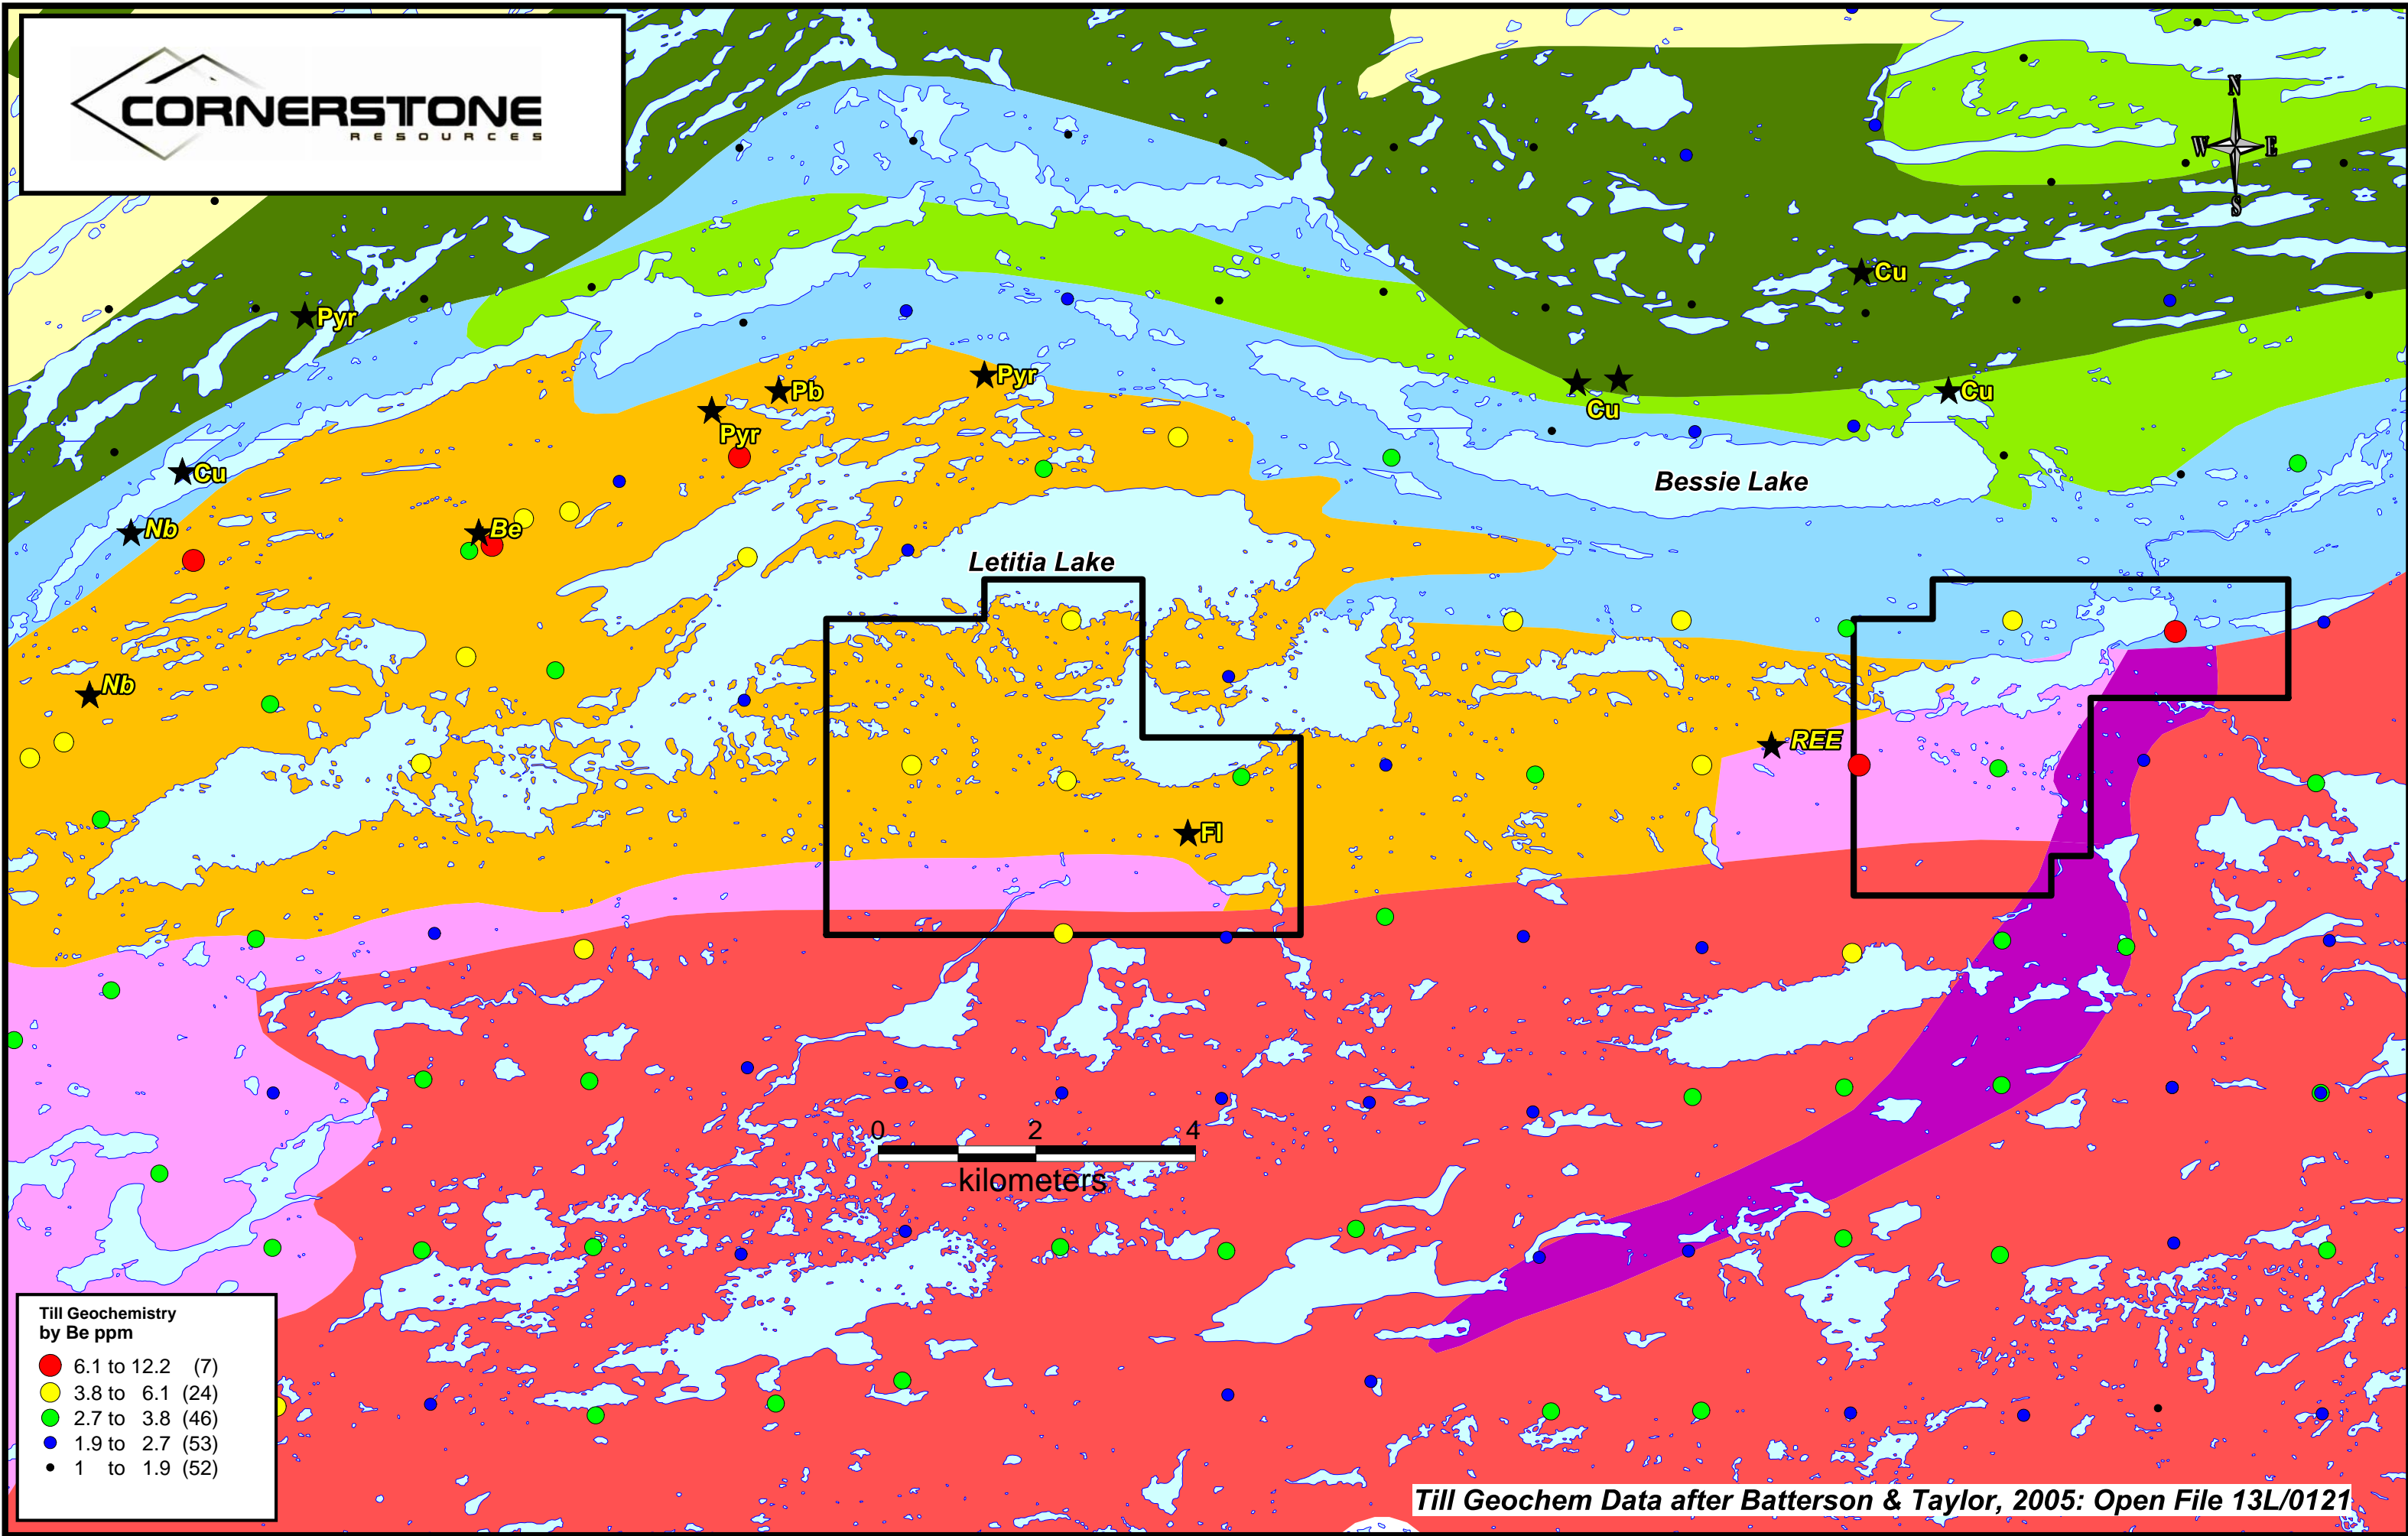 CORNERSTONE
RESOURCES
N
W E
S
Cu
Pyr
Pyr
Pb
Cu
Cu
Pyr
Cu
Bessie Lake
Nb
Be
Letitia Lake
Nb
REE
Fl
0 2 4
kilometers
Till Geochemistry
by Be ppm
6.1 to 12.2 (7)
3.8 to 6.1 (24)
2.7 to 3.8 (46)
1.9 to 2.7 (53)
1 to 1.9 (52)
Till Geochem Data after Batterson & Taylor, 2005: Open File 13L/0121